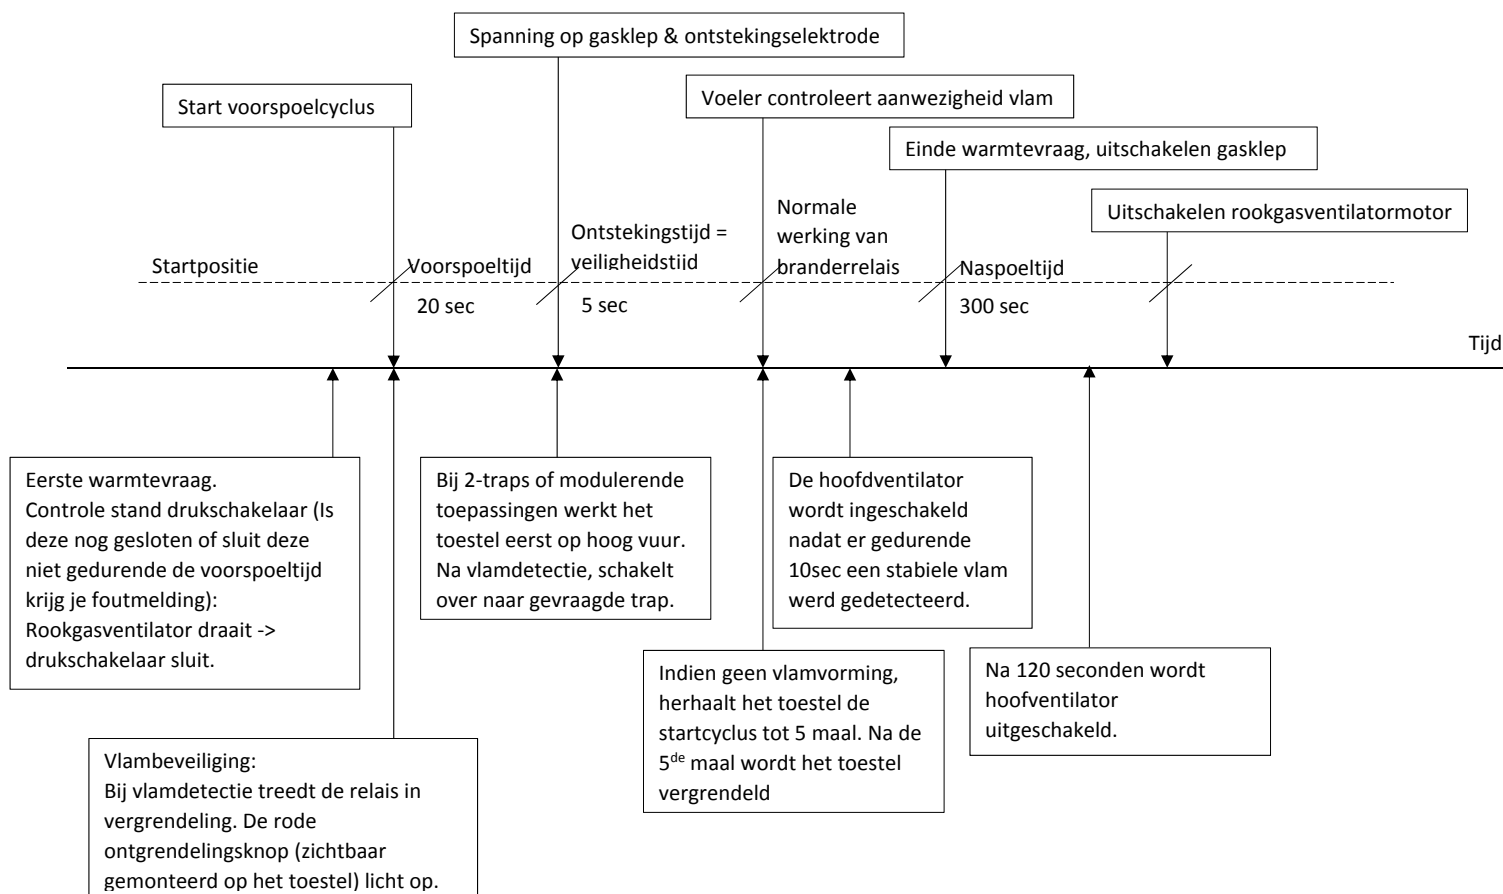 Spanning op gasklep & ontstekingselektrode
Start voorspoelcyclus
Voeler controleert aanwezigheid vlam
Einde warmtevraag, uitschakelen gasklep
Uitschakelen rookgasventilatormotor
Startpositie
Voorspoeltijd
20 sec
Ontstekingstijd =
veiligheidstijd
5 sec
Normale
werking van
branderrelais
Naspoeltijd
300 sec
Tijd
Eerste warmtevraag.
Controle stand drukschakelaar (Is
deze nog gesloten of sluit deze
niet gedurende de voorspoeltijd
krijg je foutmelding):
Rookgasventilator draait ->
drukschakelaar sluit.
Vlambeveiliging:
Bij vlamdetectie treedt de relais in
vergrendeling. De rode
ontgrendelingsknop (zichtbaar
gemonteerd op het toestel) licht op.
Bij 2-traps of modulerende
toepassingen werkt het
toestel eerst op hoog vuur.
Na vlamdetectie, schakelt
over naar gevraagde trap.
Indien geen vlamvorming,
herhaalt het toestel de
startcyclus tot 5 maal. Na de
5de maal wordt het toestel
vergrendeld
De hoofdventilator
wordt ingeschakeld
nadat er gedurende
10sec een stabiele vlam
werd gedetecteerd.
Na 120 seconden wordt
hoofventilator
uitgeschakeld.